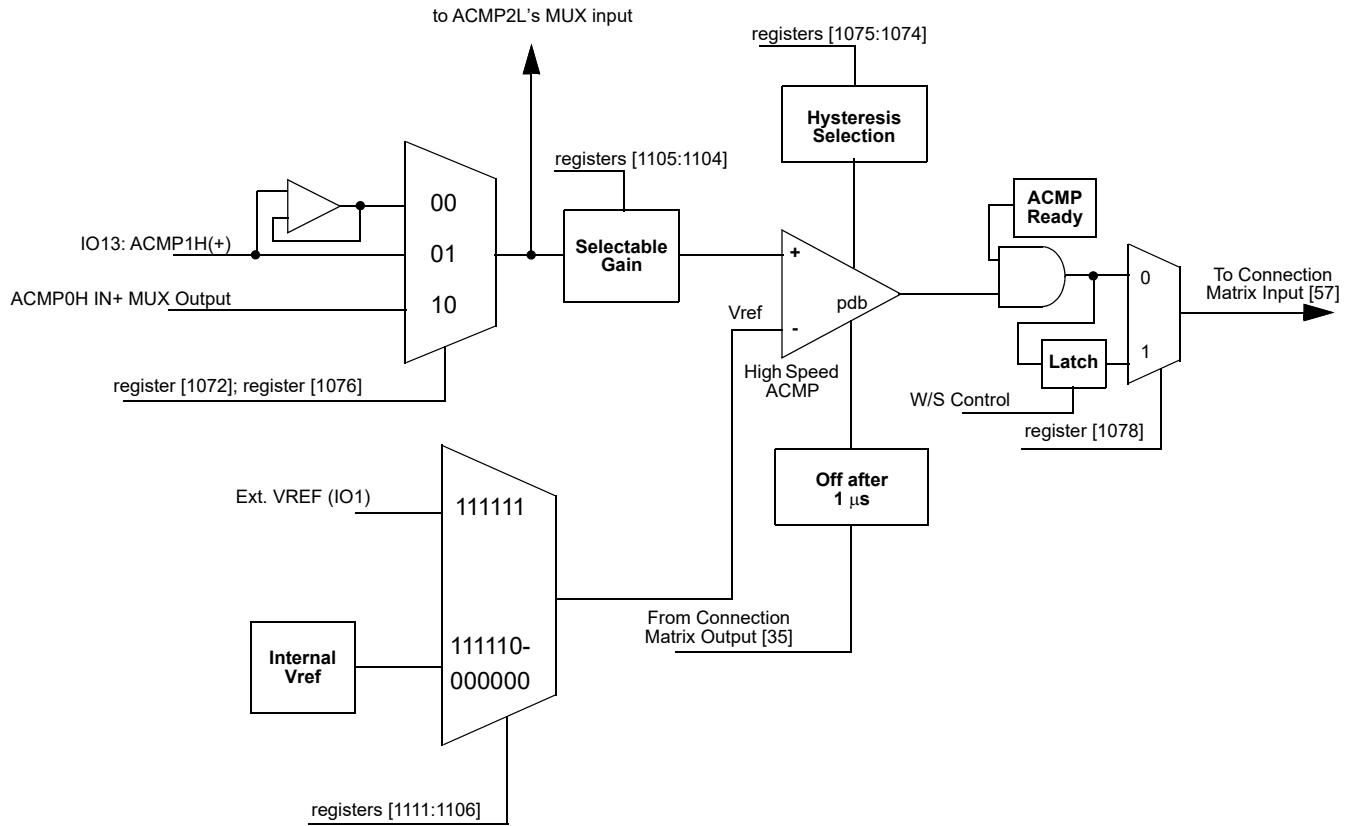 to ACMP2L's MUX input
registers [1075:1074]
Hysteresis
Selection
registers [1105:1104]
ACMP
Ready
00
IO13: ACMP1H(+)
01
Selectable
Gain
+
0
To Connection
Matrix Input [57]
ACMP0H IN+ MUX Output
10
pdb
Vref
-
1
Latch
High Speed
ACMP
register [1072]; register [1076]
W/S Control
register [1078]
Off after
1 μs
Ext. VREF (IO1)
111111
From Connection
Matrix Output [35]
Internal
Vref
111110-
000000
registers [1111:1106]